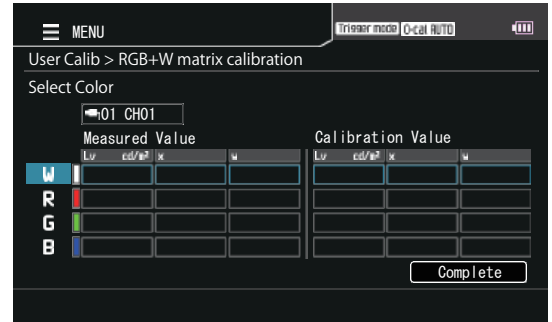 MENU Trigger mode 0-cal AUTO
User Calib > RGB+W matrix calibration
Select Color
01 CH01
Measured Value Calibration Value
Lv cd/m² x y Lv cd/m² x y
W
R
G
B
Complete